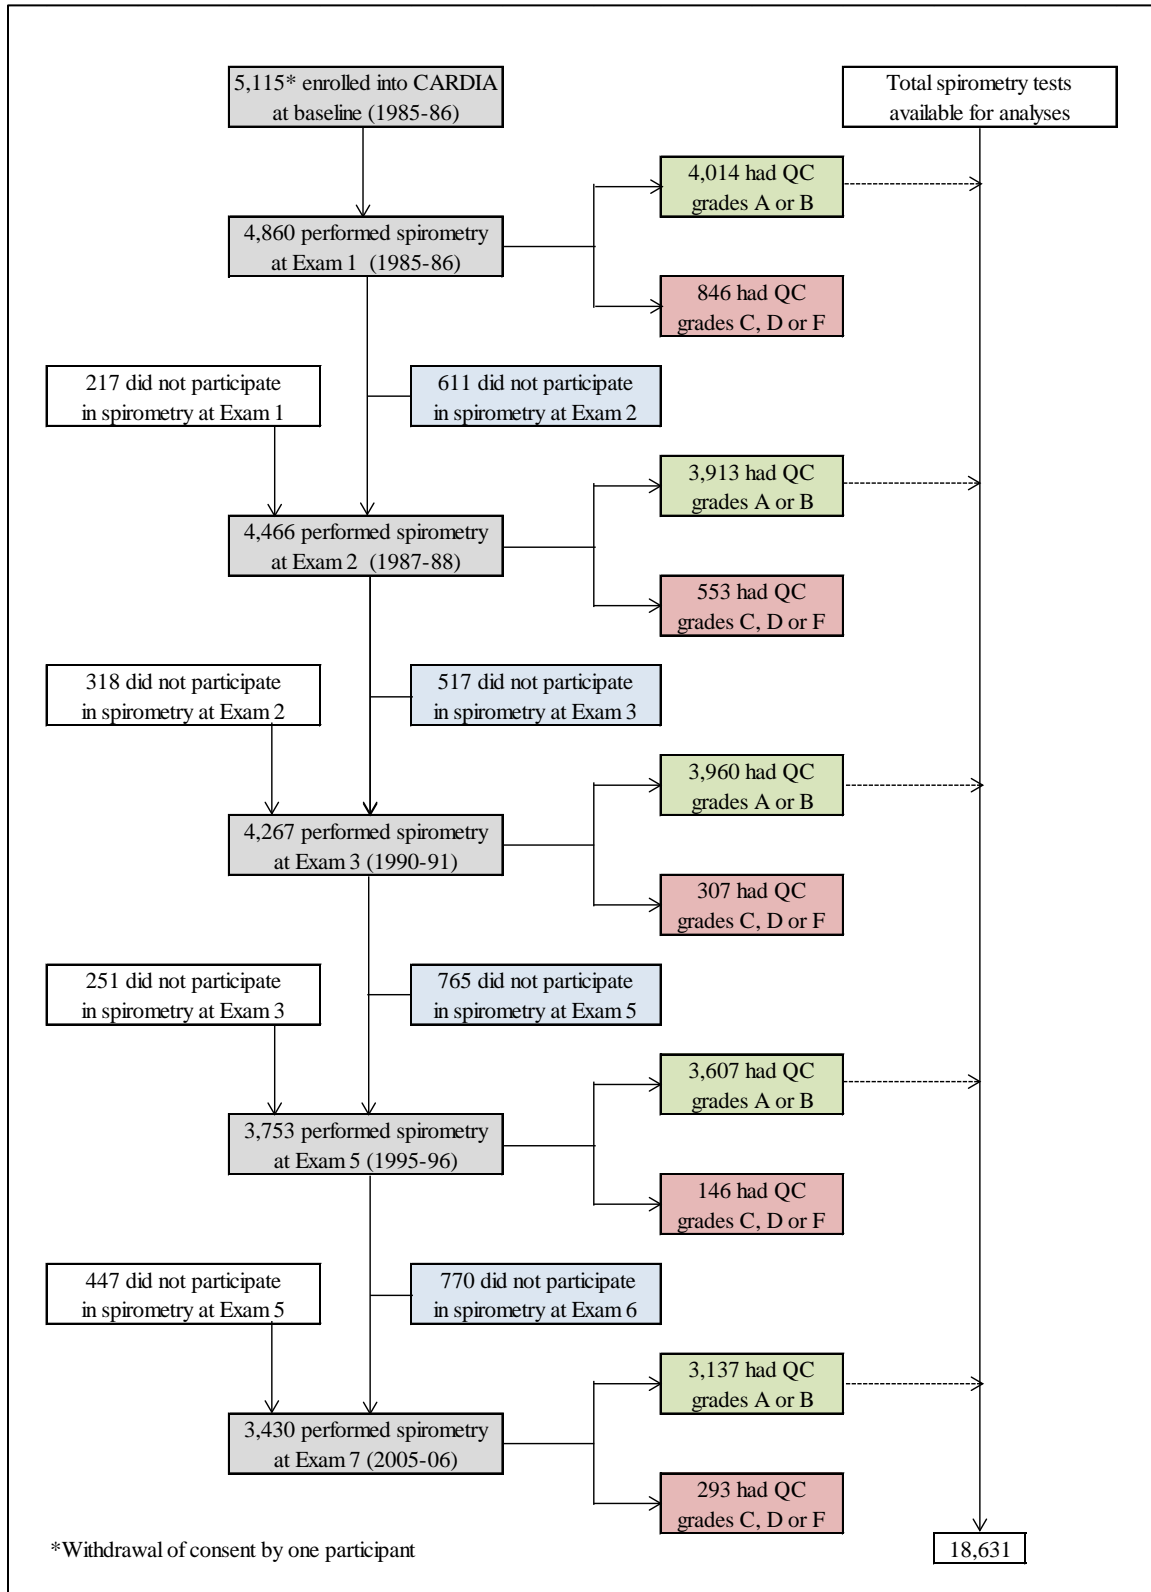 5,115* enrolled into CARDIA
at baseline (1985-86)
Total spirometry tests
available for analyses
4,014 had QC
grades A or B
4,860 performed spirometry
at Exam 1 (1985-86)
846 had QC
grades C, D or F
217 did not participate
in spirometry at Exam 1
611 did not participate
in spirometry at Exam 2
3,913 had QC
grades A or B
4,466 performed spirometry
at Exam 2 (1987-88)
553 had QC
grades C, D or F
318 did not participate
in spirometry at Exam 2
517 did not participate
in spirometry at Exam 3
3,960 had QC
grades A or B
4,267 performed spirometry
at Exam 3 (1990-91)
307 had QC
grades C, D or F
251 did not participate
in spirometry at Exam 3
765 did not participate
in spirometry at Exam 5
3,607 had QC
grades A or B
3,753 performed spirometry
at Exam 5 (1995-96)
146 had QC
grades C, D or F
447 did not participate
in spirometry at Exam 5
770 did not participate
in spirometry at Exam 6
3,137 had QC
grades A or B
3,430 performed spirometry
at Exam 7 (2005-06)
293 had QC
grades C, D or F
*Withdrawal of consent by one participant
18,631